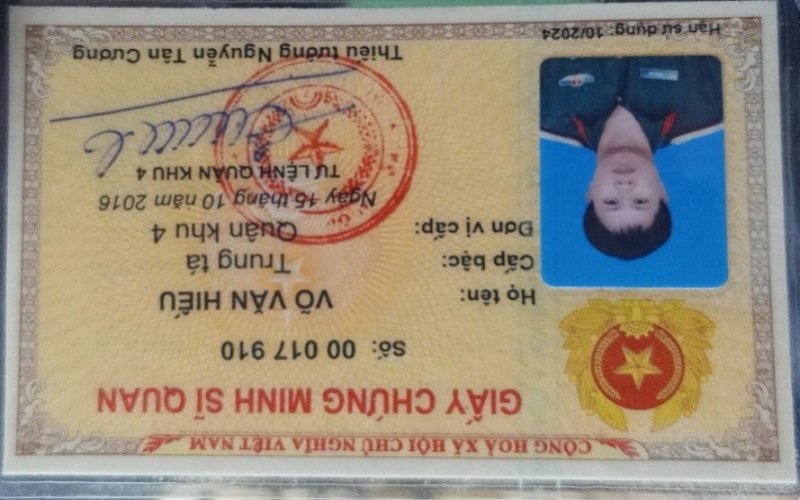 CỘNG HOÀ XÃ HỘI CHỦ NGHĨA VIỆT NAM
GIẤY CHỨNG MINH SĨ QUAN
Số: 00 017 910
Họ tên: VÕ VĂN HIẾU
Cấp bậc: Trung tá
Đơn vị cấp: Quân khu 4
Ngày 15 tháng 10 năm 2016
TƯ LỆNH QUÂN KHU 4
Thiếu tướng Nguyễn Tân Cương
Hạn sử dụng: 10/2024